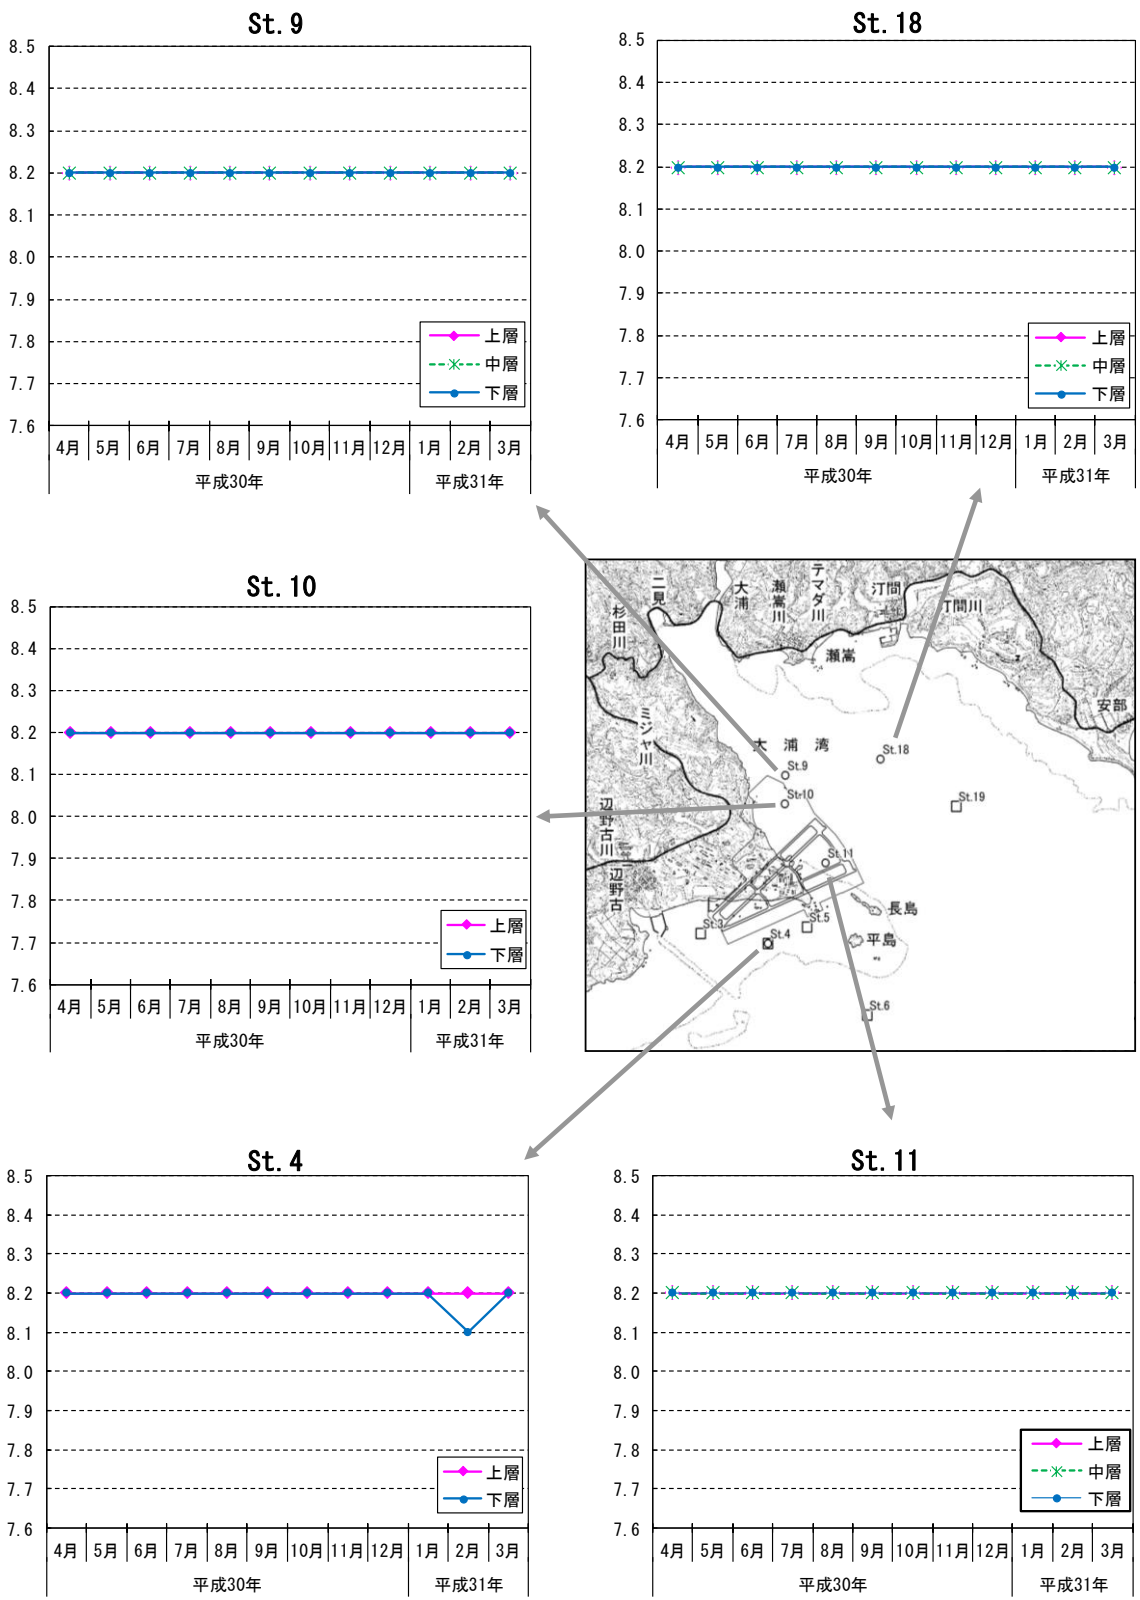 St. 9
8.5
8.4
8.3
8.2
8.1
8.0
7.9
7.8
7.7
7.6
上層
中層
下層
4月 5月 6月 7月 8月 9月 10月 11月 12月 1月 2月 3月
平成30年 平成31年
St. 18
8.5
8.4
8.3
8.2
8.1
8.0
7.9
7.8
7.7
7.6
上層
中層
下層
4月 5月 6月 7月 8月 9月 10月 11月 12月 1月 2月 3月
平成30年 平成31年
St. 10
8.5
8.4
8.3
8.2
8.1
8.0
7.9
7.8
7.7
7.6
上層
下層
4月 5月 6月 7月 8月 9月 10月 11月 12月 1月 2月 3月
平成30年 平成31年
杉田川
二見
大浦
瀬嵩川
テマダ川
汀間
汀間川
瀬嵩
安部
ミジャ川
大浦湾
St.18
St.9
St.10
St.19
辺野古川
辺野古
St.11
長島
St.3
St.5
St.4
平島
St.6
St. 4
8.5
8.4
8.3
8.2
8.1
8.0
7.9
7.8
7.7
7.6
上層
下層
4月 5月 6月 7月 8月 9月 10月 11月 12月 1月 2月 3月
平成30年 平成31年
St. 11
8.5
8.4
8.3
8.2
8.1
8.0
7.9
7.8
7.7
7.6
上層
中層
下層
4月 5月 6月 7月 8月 9月 10月 11月 12月 1月 2月 3月
平成30年 平成31年